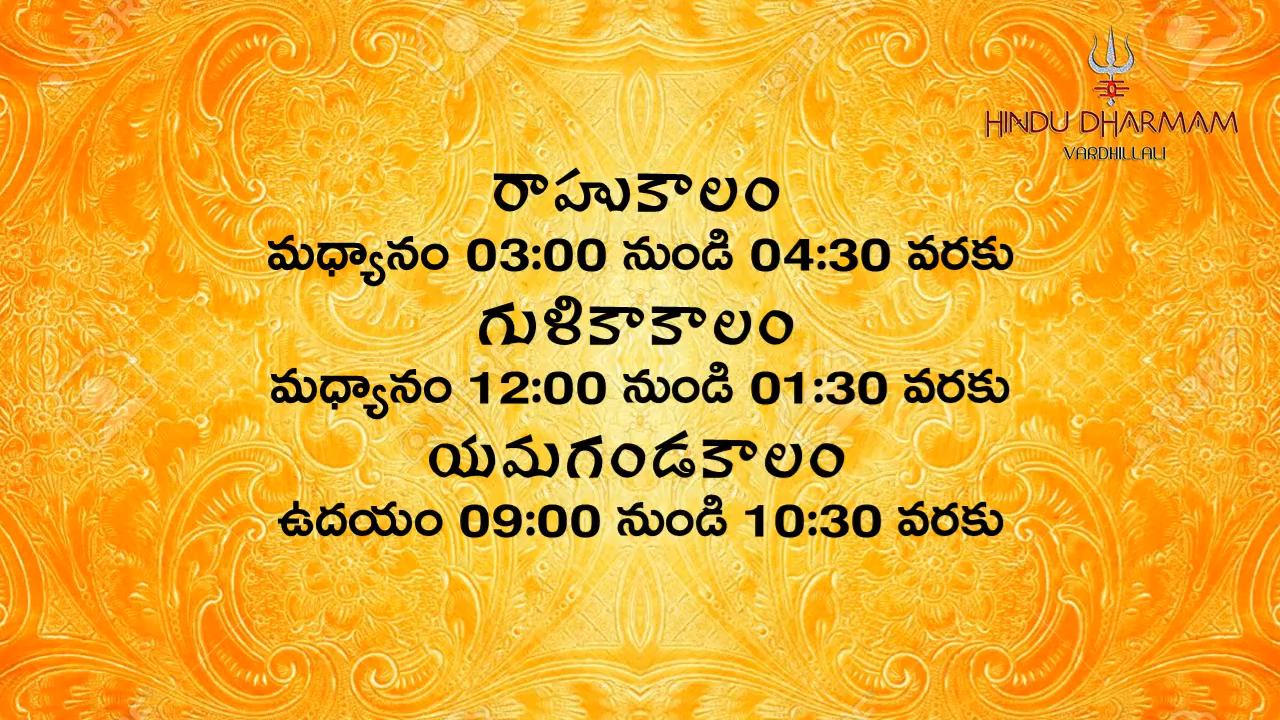 HINDU DHARMAM
VARDHILLALI
రాహుకాలం
మధ్యానం 03:00 నుండి 04:30 వరకు
గుళికాకాలం
మధ్యానం 12:00 నుండి 01:30 వరకు
యమగండకాలం
ఉదయం 09:00 నుండి 10:30 వరకు